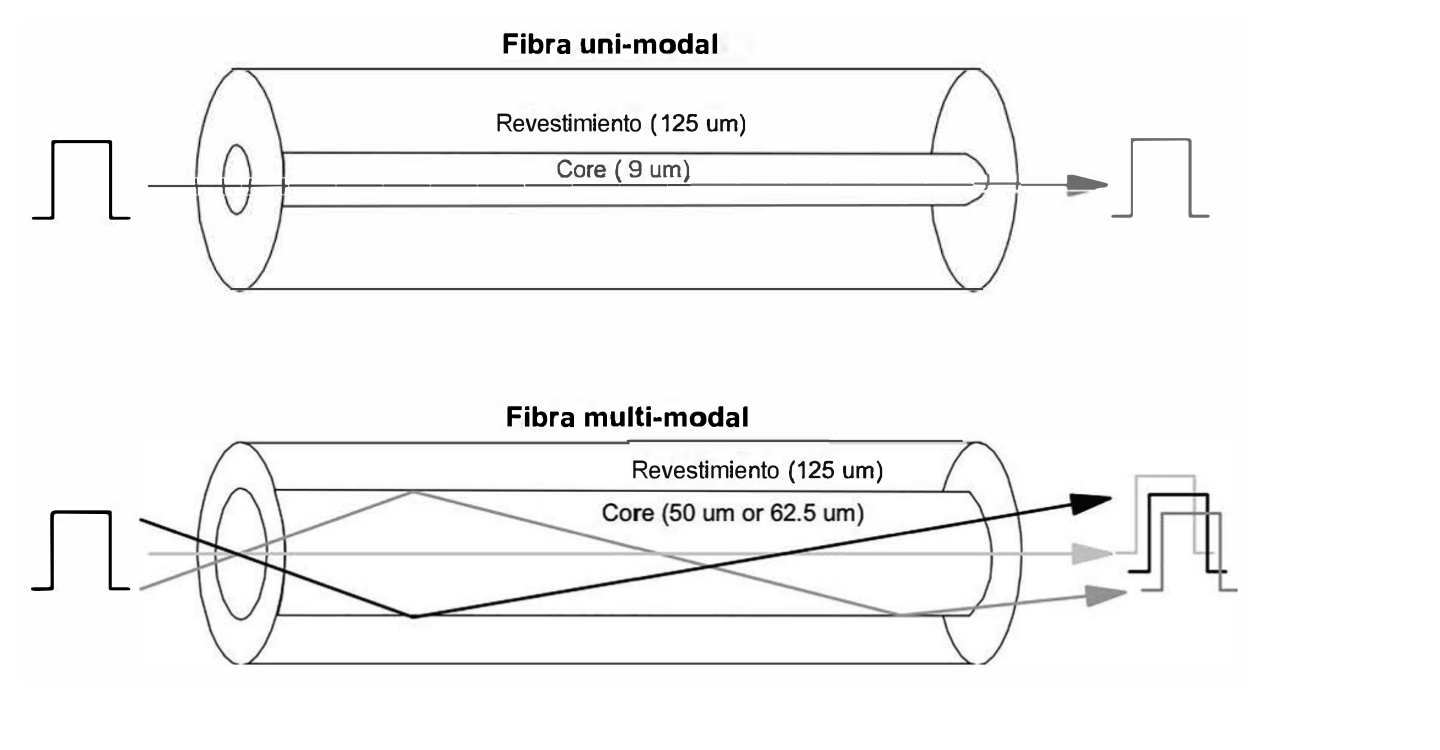 Fibra uni-modal
Revestimiento (125 um)
Core ( 9 um)
Fibra multi-modal
Revestimiento (125 um)
Core (50 um or 62.5 um)